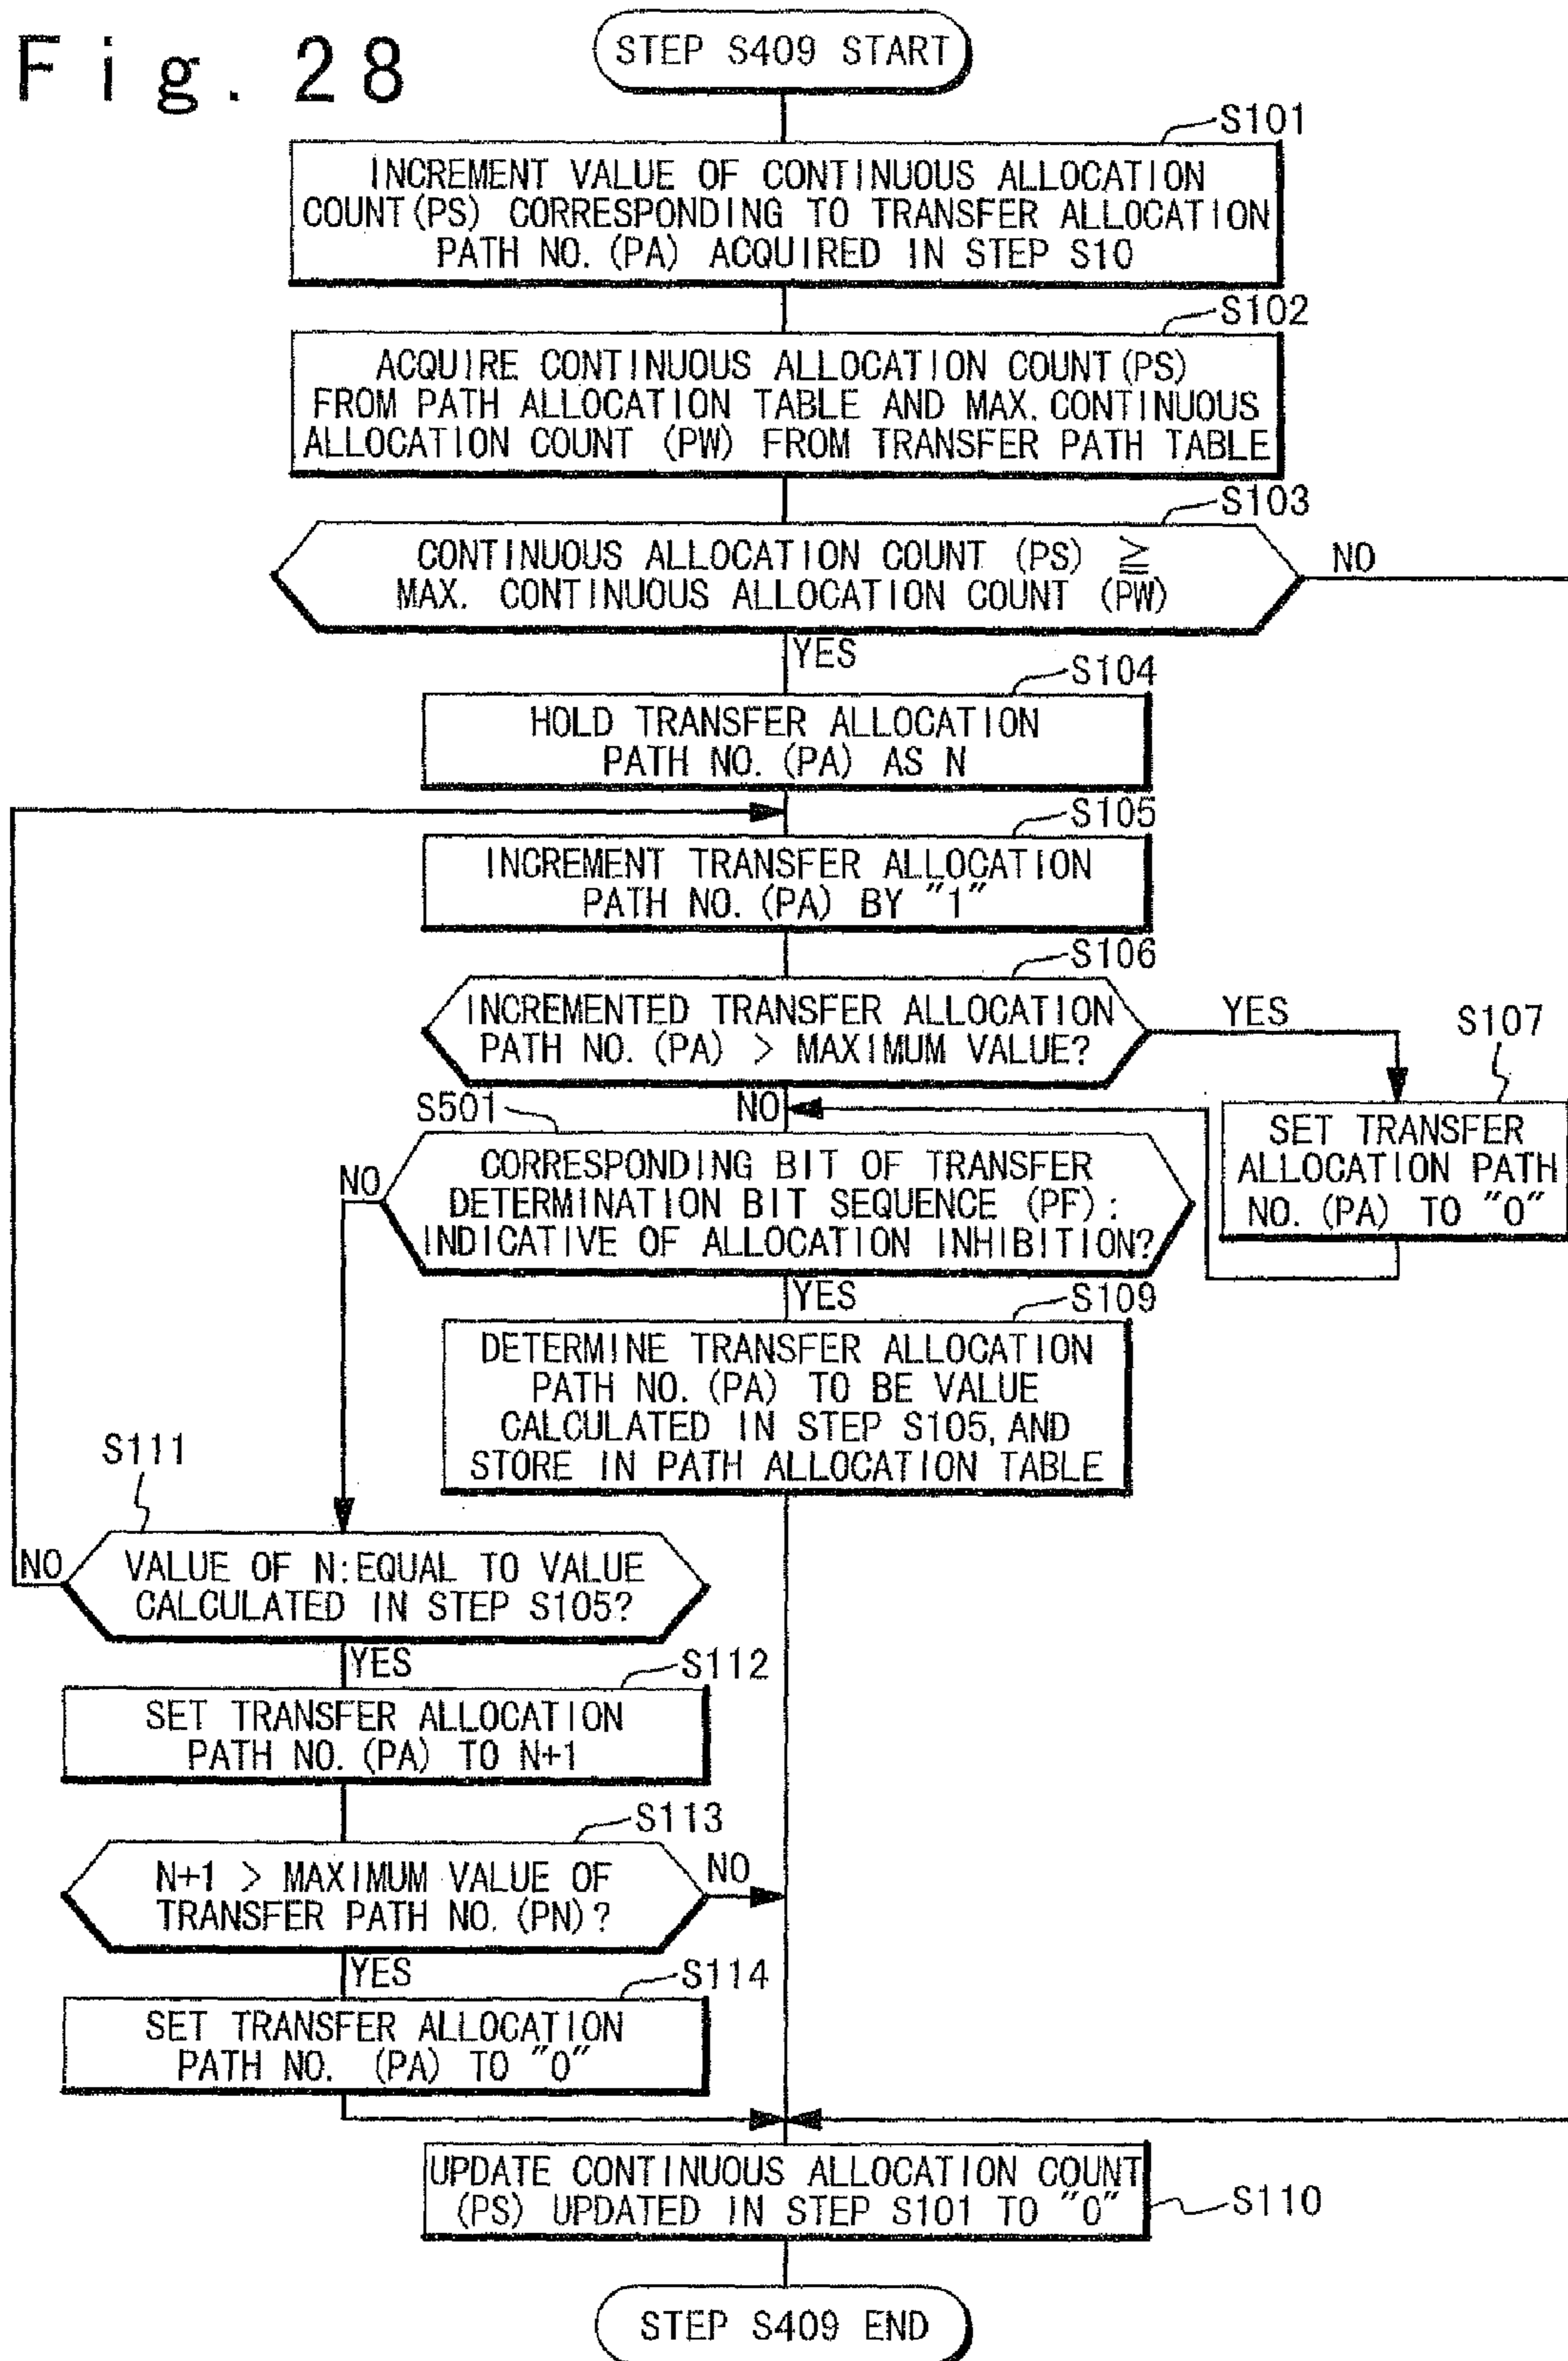 Fig. 28
STEP S409 START
S101
INCREMENT VALUE OF CONTINUOUS ALLOCATION
COUNT(PS) CORRESPONDING TO TRANSFER ALLOCATION
PATH NO. (PA) ACQUIRED IN STEP S10
S102
ACQUIRE CONTINUOUS ALLOCATION COUNT(PS)
FROM PATH ALLOCATION TABLE AND MAX. CONTINUOUS
ALLOCATION COUNT (PW) FROM TRANSFER PATH TABLE
S103
CONTINUOUS ALLOCATION COUNT (PS) ≧
MAX. CONTINUOUS ALLOCATION COUNT (PW)
NO
YES
S104
HOLD TRANSFER ALLOCATION
PATH NO. (PA) AS N
S105
INCREMENT TRANSFER ALLOCATION
PATH NO. (PA) BY "1"
S106
INCREMENTED TRANSFER ALLOCATION
PATH NO. (PA) > MAXIMUM VALUE?
YES
S107
SET TRANSFER
ALLOCATION PATH
NO. (PA) TO "0"
NO
S501
CORRESPONDING BIT OF TRANSFER
DETERMINATION BIT SEQUENCE (PF):
INDICATIVE OF ALLOCATION INHIBITION?
NO
YES
S109
DETERMINE TRANSFER ALLOCATION
PATH NO. (PA) TO BE VALUE
CALCULATED IN STEP S105, AND
STORE IN PATH ALLOCATION TABLE
S111
VALUE OF N:EQUAL TO VALUE
CALCULATED IN STEP S105?
NO
YES
S112
SET TRANSFER ALLOCATION
PATH NO. (PA) TO N+1
S113
N+1 > MAXIMUM VALUE OF
TRANSFER PATH NO. (PN)?
NO
YES
S114
SET TRANSFER ALLOCATION
PATH NO. (PA) TO "0"
UPDATE CONTINUOUS ALLOCATION COUNT
(PS) UPDATED IN STEP S101 TO "0"
S110
STEP S409 END